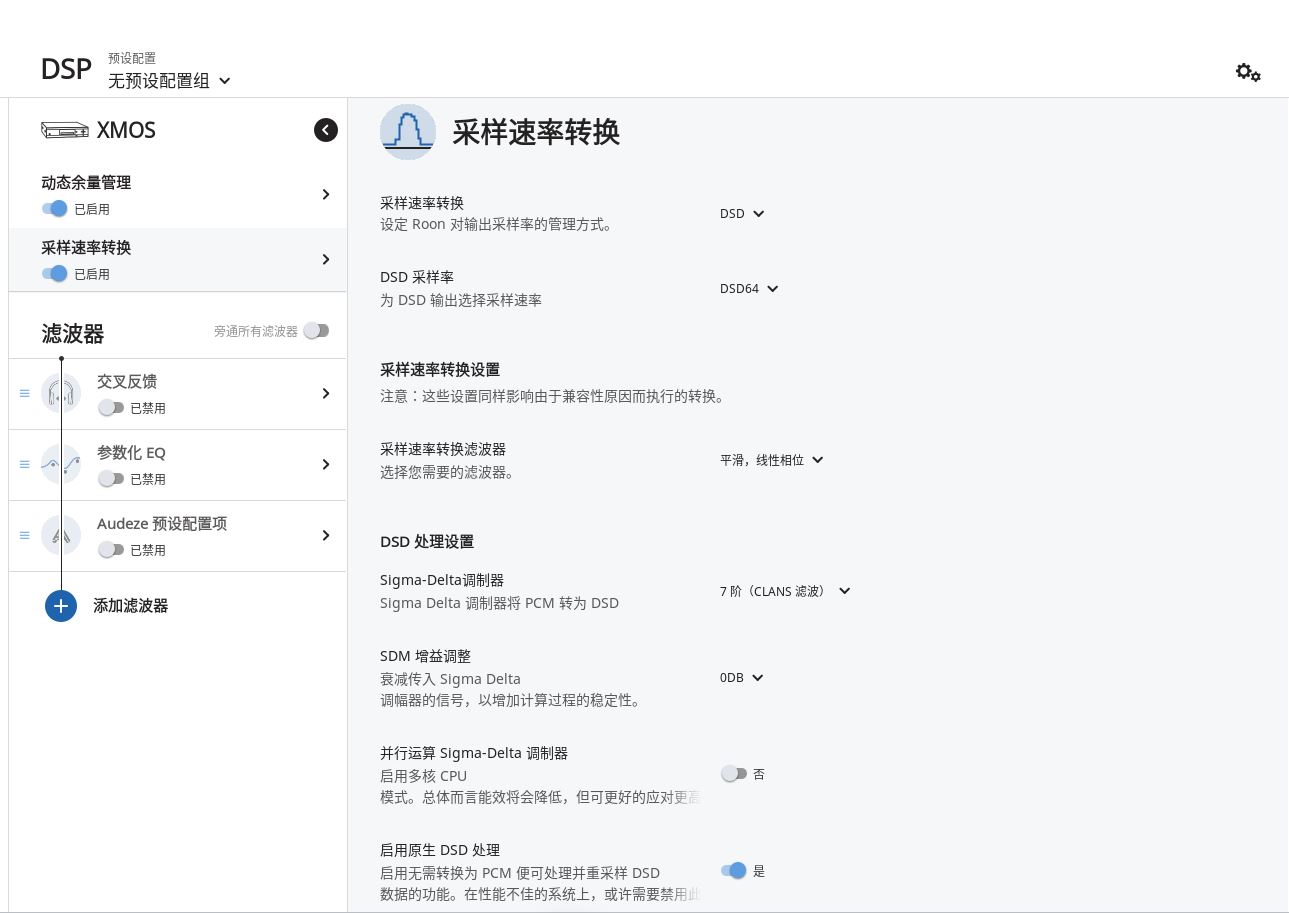 DSP
预设配置
无预设配置组
XMOS
动态余量管理
已启用
采样速率转换
已启用
滤波器
旁通所有滤波器
交叉反馈
已禁用
参数化 EQ
已禁用
Audeze 预设配置项
已禁用
添加滤波器
采样速率转换
采样速率转换
设定 Roon 对输出采样率的管理方式。
DSD
DSD 采样率
为 DSD 输出选择采样速率
DSD64
采样速率转换设置
注意：这些设置同样影响由于兼容性原因而执行的转换。
采样速率转换滤波器
选择您需要的滤波器。
平滑，线性相位
DSD 处理设置
Sigma-Delta调制器
Sigma Delta 调制器将 PCM 转为 DSD
7 阶（CLANS 滤波）
SDM 增益调整
衰减传入 Sigma Delta
调幅器的信号，以增加计算过程的稳定性。
0DB
并行运算 Sigma-Delta 调制器
启用多核 CPU
模式。总体而言能效将会降低，但可更好的应对更高
否
启用原生 DSD 处理
启用无需转换为 PCM 便可处理并重采样 DSD
数据的功能。在性能不佳的系统上，或许需要禁用此
是